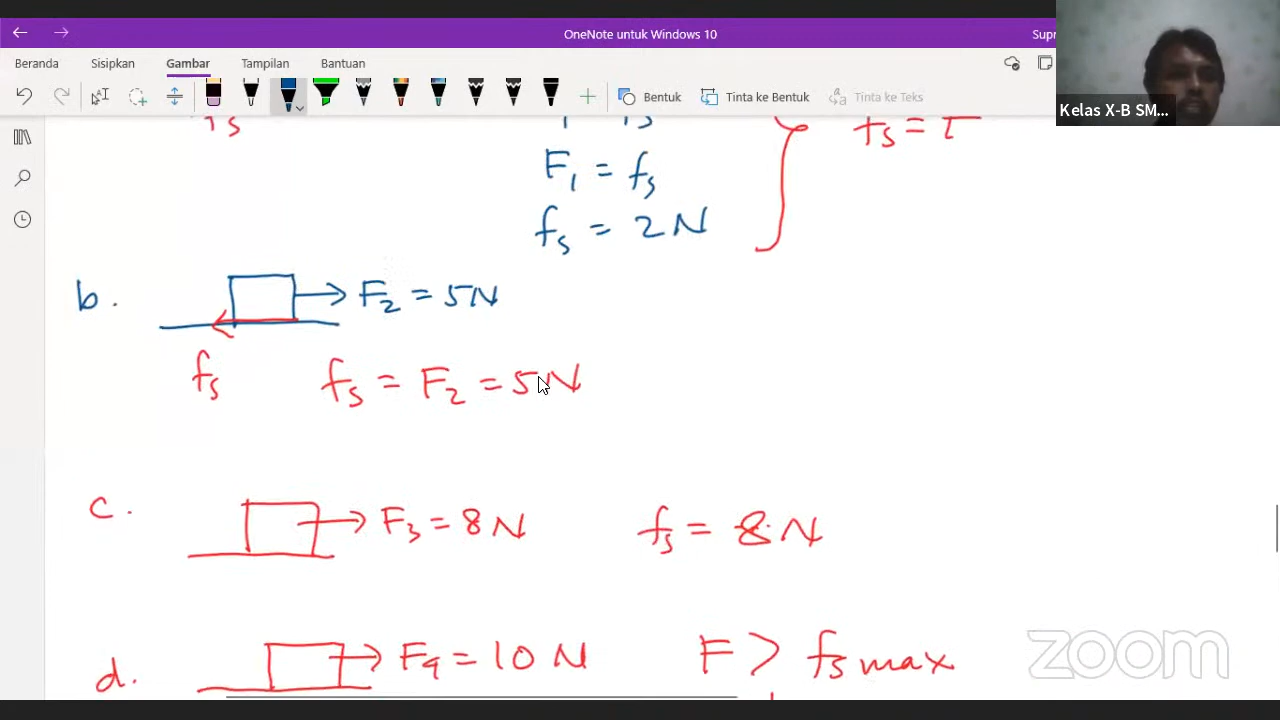 OneNote untuk Windows 10
Beranda Sisipkan Gambar Tampilan Bantuan
Bentuk Tinta ke Bentuk Tinta ke Teks
Kelas X-B SM...
F₁ = fs
fs = 2 N
b. F₂ = 5N
fs
fs = F₂ = 5N
c. F₃ = 8 N fs = 8 N
d. F₄ = 10 N F > fs max
zoom